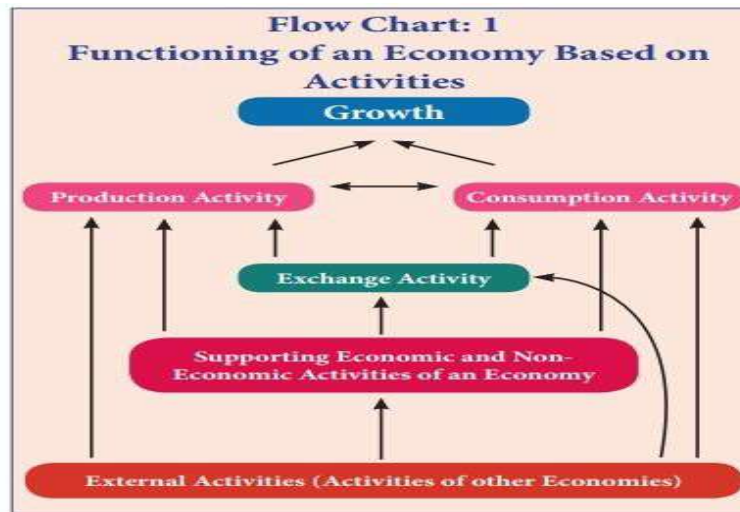 Flow Chart: 1
Functioning of an Economy Based on
Activities
Growth
Production Activity
Consumption Activity
Exchange Activity
Supporting Economic and Non-
Economic Activities of an Economy
External Activities (Activities of other Economies)